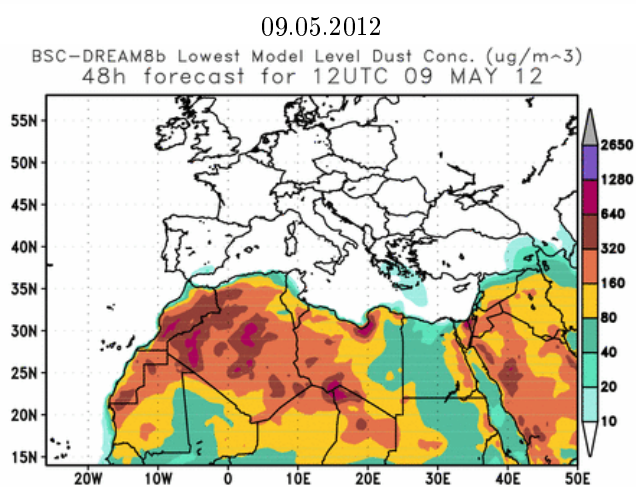 09.05.2012
BSC-DREAM8b Lowest Model Level Dust Conc. (ug/m^3)
48h forecast for 12UTC 09 MAY 12
55N
50N
45N
40N
35N
30N
25N
20N
15N
20W 10W 0 10E 20E 30E 40E 50E
2650
1280
640
320
160
80
40
20
10